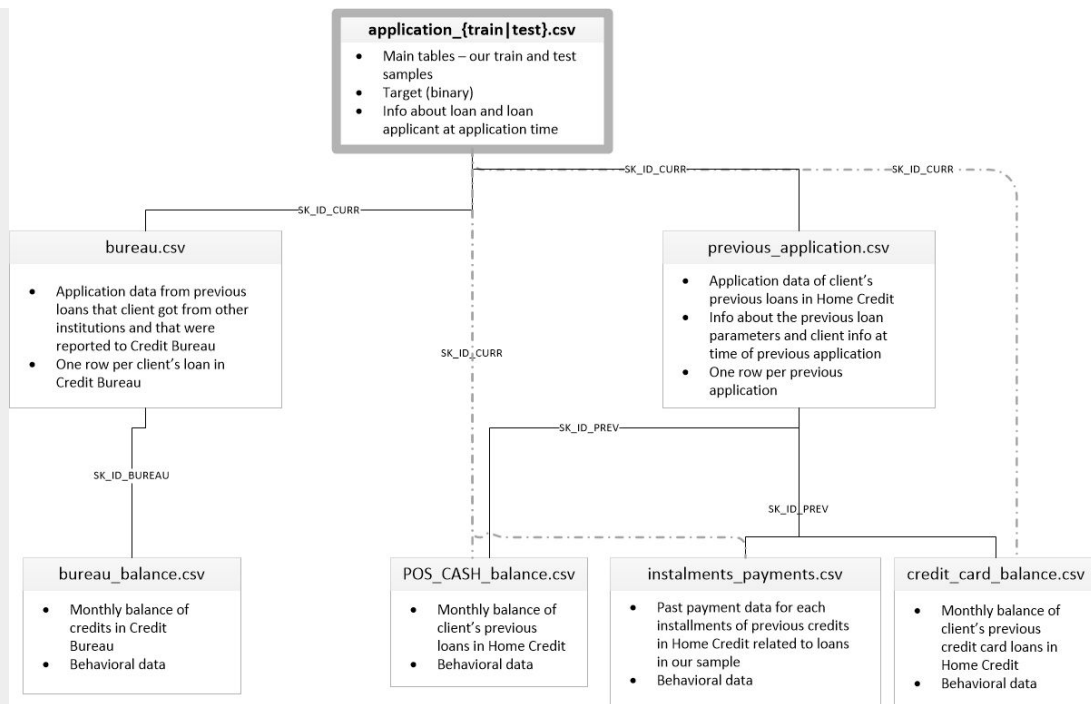 application_{train|test}.csv
• Main tables – our train and test
samples
• Target (binary)
• Info about loan and loan
applicant at application time
SK_ID_CURR
SK_ID_CURR
SK_ID_CURR
bureau.csv
• Application data from previous
loans that client got from other
institutions and that were
reported to Credit Bureau
• One row per client's loan in
Credit Bureau
previous_application.csv
• Application data of client's
previous loans in Home Credit
• Info about the previous loan
parameters and client info at
time of previous application
• One row per previous
application
SK_ID_CURR
SK_ID_PREV
SK_ID_BUREAU
SK_ID_PREV
bureau_balance.csv
• Monthly balance of
credits in Credit
Bureau
• Behavioral data
POS_CASH_balance.csv
• Monthly balance of
client's previous
loans in Home Credit
• Behavioral data
instalments_payments.csv
• Past payment data for each
installments of previous credits
in Home Credit related to loans
in our sample
• Behavioral data
credit_card_balance.csv
• Monthly balance of
client's previous
credit card loans in
Home Credit
• Behavioral data